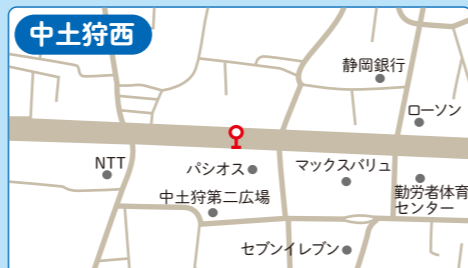 中土狩西
静岡銀行
ローソン
NTT
パシオス
マックスバリュ
中土狩第二広場
勤労者体育
センター
セブンイレブン